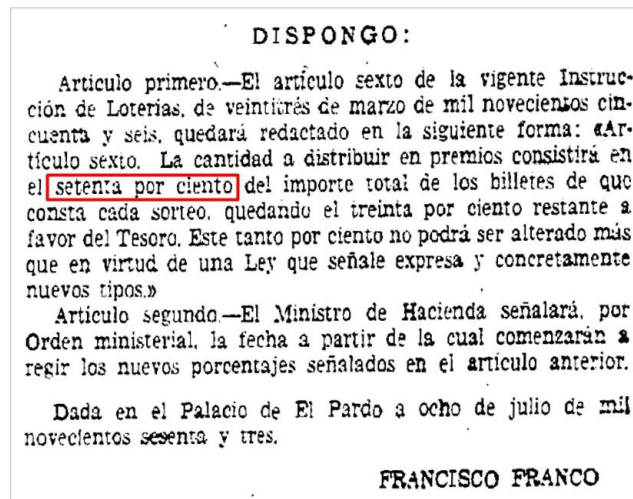 DISPONGO:
Artículo primero.—El artículo sexto de la vigente Instruc-
ción de Loterías, de veintitrés de marzo de mil novecientos cin-
cuenta y seis, quedará redactado en la siguiente forma: «Ar-
tículo sexto. La cantidad a distribuir en premios consistirá en
el setenta por ciento del importe total de los billetes de que
consta cada sorteo, quedando el treinta por ciento restante a
favor del Tesoro. Este tanto por ciento no podrá ser alterado más
que en virtud de una Ley que señale expresa y concretamente
nuevos tipos.»
Artículo segundo.—El Ministro de Hacienda señalará, por
Orden ministerial, la fecha a partir de la cual comenzarán a
regir los nuevos porcentajes señalados en el artículo anterior.
Dada en el Palacio de El Pardo a ocho de julio de mil
novecientos sesenta y tres.
FRANCISCO FRANCO